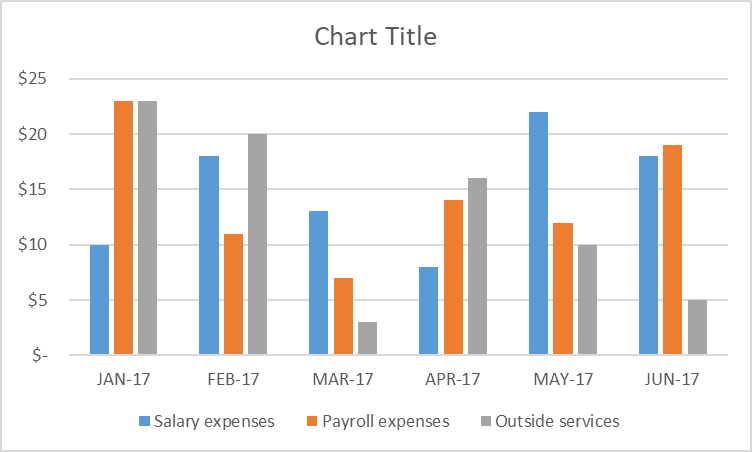 Chart Title
$25
$20
$15
$10
$5
$-
JAN-17 FEB-17 MAR-17 APR-17 MAY-17 JUN-17
Salary expenses Payroll expenses Outside services